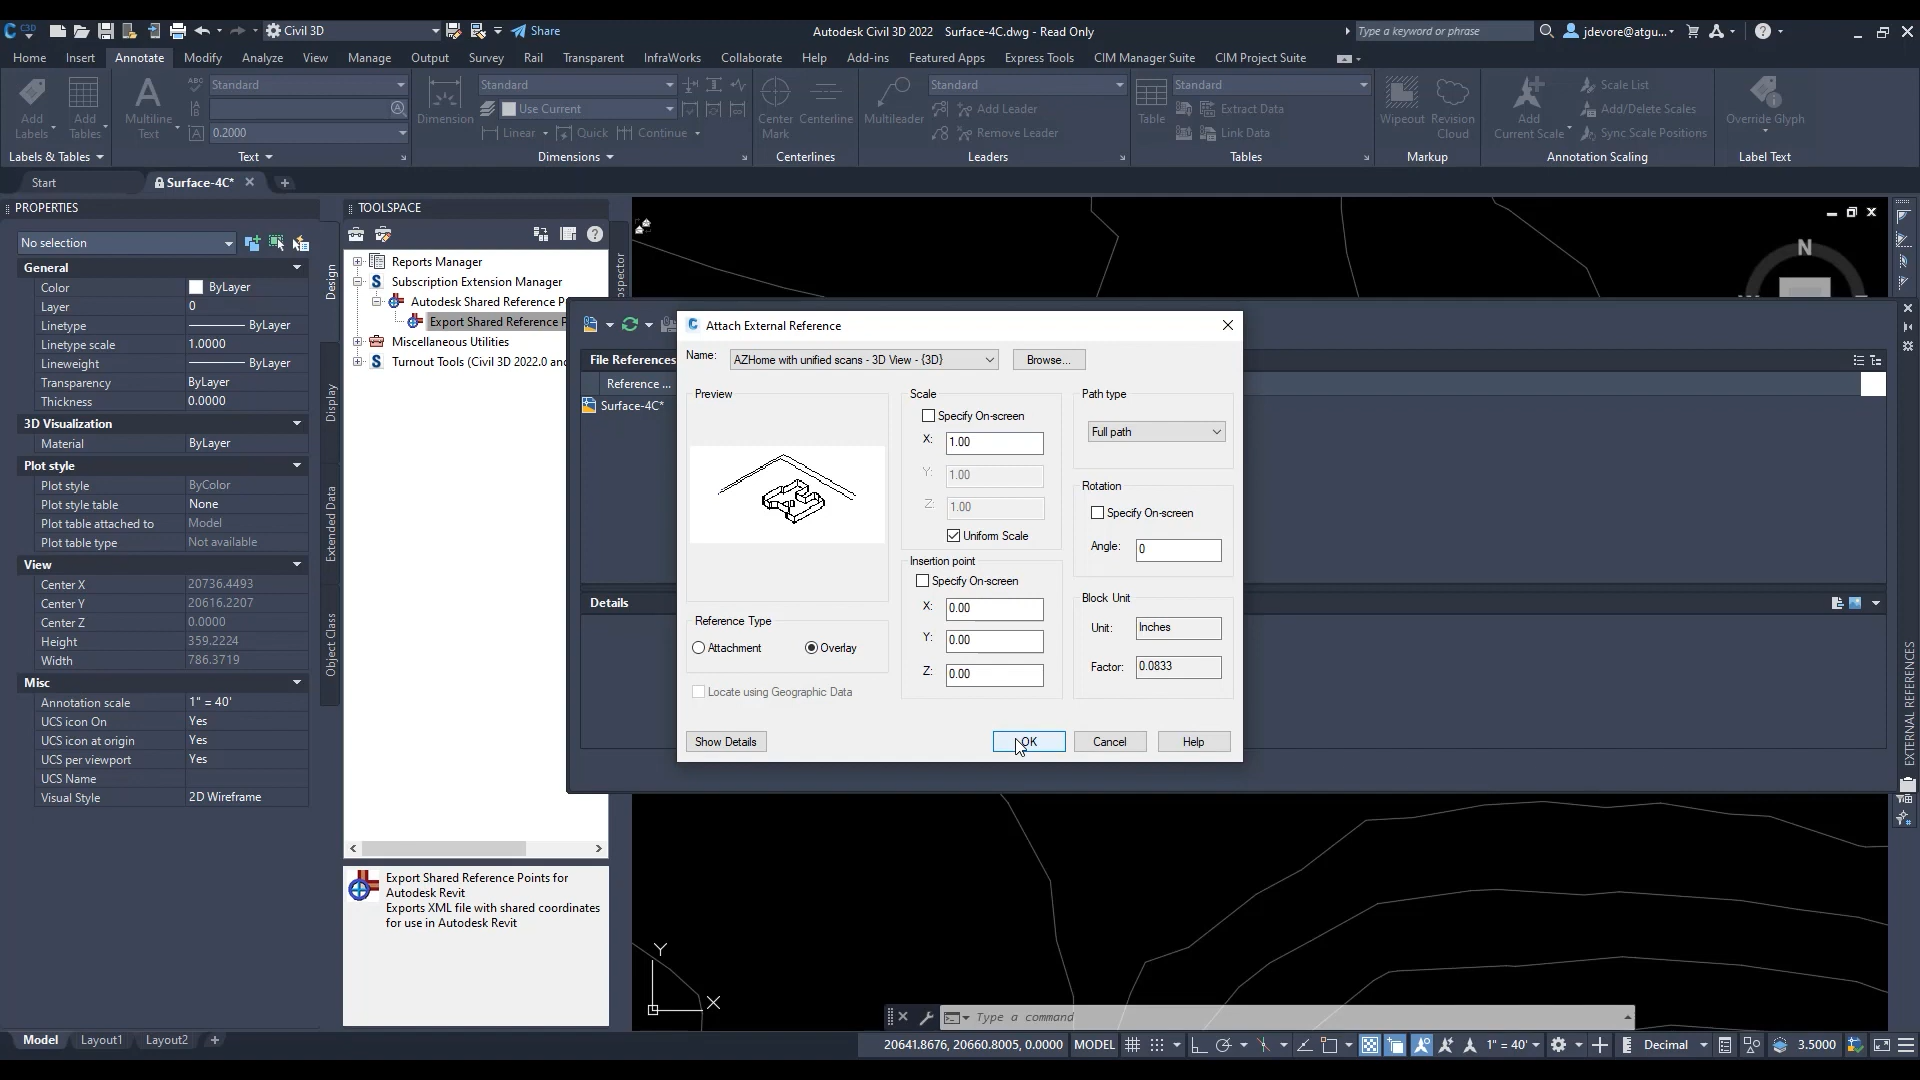 C3D
Civil 3D
Share
Autodesk Civil 3D 2022   Surface-4C.dwg - Read Only
Type a keyword or phrase
jdevore@atgu...
Home
Insert
Annotate
Modify
Analyze
View
Manage
Output
Survey
Rail
Transparent
InfraWorks
Collaborate
Help
Add-ins
Featured Apps
Express Tools
CIM Manager Suite
CIM Project Suite
Add Labels
Add Tables
Labels & Tables
Multiline Text
ABC
Standard
0.2000
Text
Dimension
Standard
Use Current
Linear
Quick
Continue
Dimensions
Center Mark
Centerline
Centerlines
Multileader
Standard
Add Leader
Remove Leader
Leaders
Table
Standard
Extract Data
Link Data
Tables
Wipeout
Revision Cloud
Markup
Add Current Scale
Scale List
Add/Delete Scales
Sync Scale Positions
Annotation Scaling
Override Glyph
Label Text
Start
Surface-4C*
PROPERTIES
No selection
General
Color ByLayer
Layer 0
Linetype ByLayer
Linetype scale 1.0000
Lineweight ByLayer
Transparency ByLayer
Thickness 0.0000
3D Visualization
Material ByLayer
Plot style
Plot style ByColor
Plot style table None
Plot table attached to Model
Plot table type Not available
View
Center X 20736.4493
Center Y 20616.2207
Center Z 0.0000
Height 359.2224
Width 786.3719
Misc
Annotation scale 1" = 40'
UCS icon On Yes
UCS icon at origin Yes
UCS per viewport Yes
UCS Name
Visual Style 2D Wireframe
Design
Display
Extended Data
Object Class
TOOLSPACE
Reports Manager
Subscription Extension Manager
Autodesk Shared Reference P
Export Shared Reference P
Miscellaneous Utilities
Turnout Tools (Civil 3D 2022.0 and
Export Shared Reference Points for
Autodesk Revit
Exports XML file with shared coordinates
for use in Autodesk Revit
N
File References
Reference ...
Surface-4C*
Details
EXTERNAL REFERENCES
Attach External Reference
Name: AZHome with unified scans - 3D View - {3D}
Browse...
Preview
Reference Type
Attachment
Overlay
Locate using Geographic Data
Scale
Specify On-screen
X: 1.00
Y: 1.00
Z: 1.00
Uniform Scale
Insertion point
Specify On-screen
X: 0.00
Y: 0.00
Z: 0.00
Path type
Full path
Rotation
Specify On-screen
Angle: 0
Block Unit
Unit: Inches
Factor: 0.0833
Show Details
OK
Cancel
Help
Y
X
Type a command
Model
Layout1
Layout2
20641.8676, 20660.8005, 0.0000
MODEL
1" = 40'
Decimal
3.5000